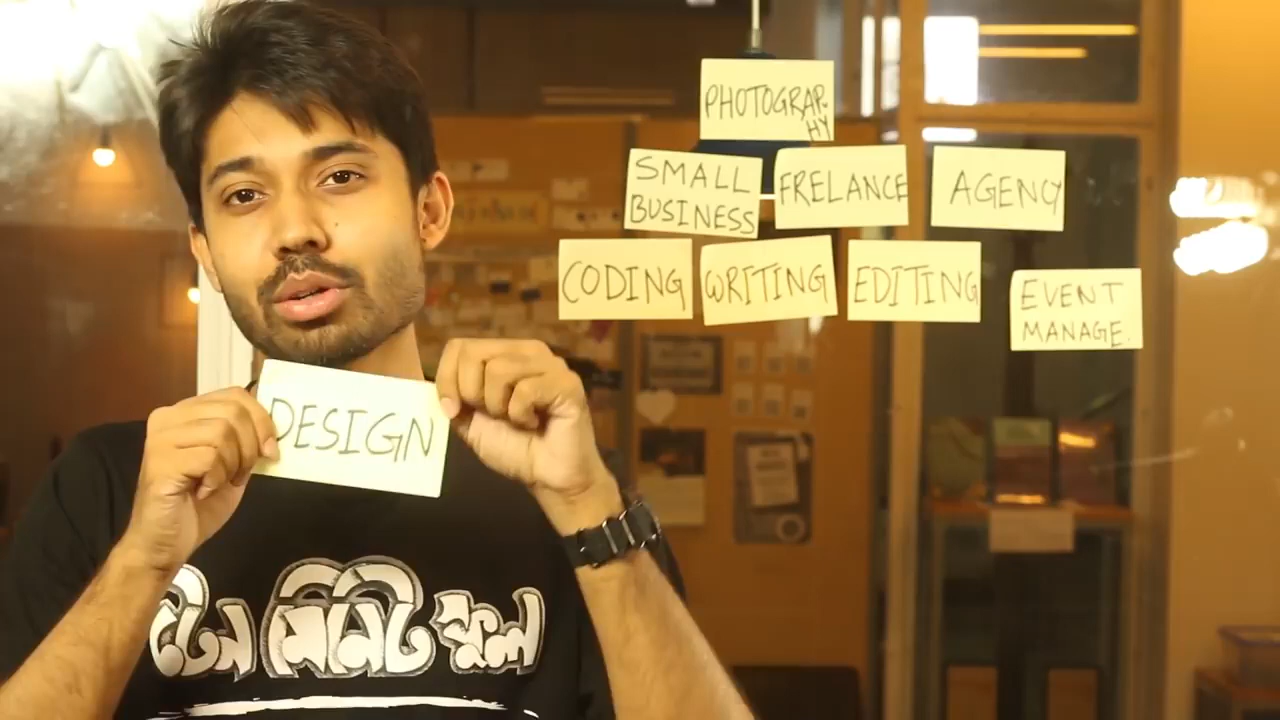 PHOTOGRAP-
HY
SMALL
BUSINESS
FRELANCE
AGENCY
CODING
WRITING
EDITING
EVENT
MANAGE.
DESIGN
টেন মিনিট স্কুল